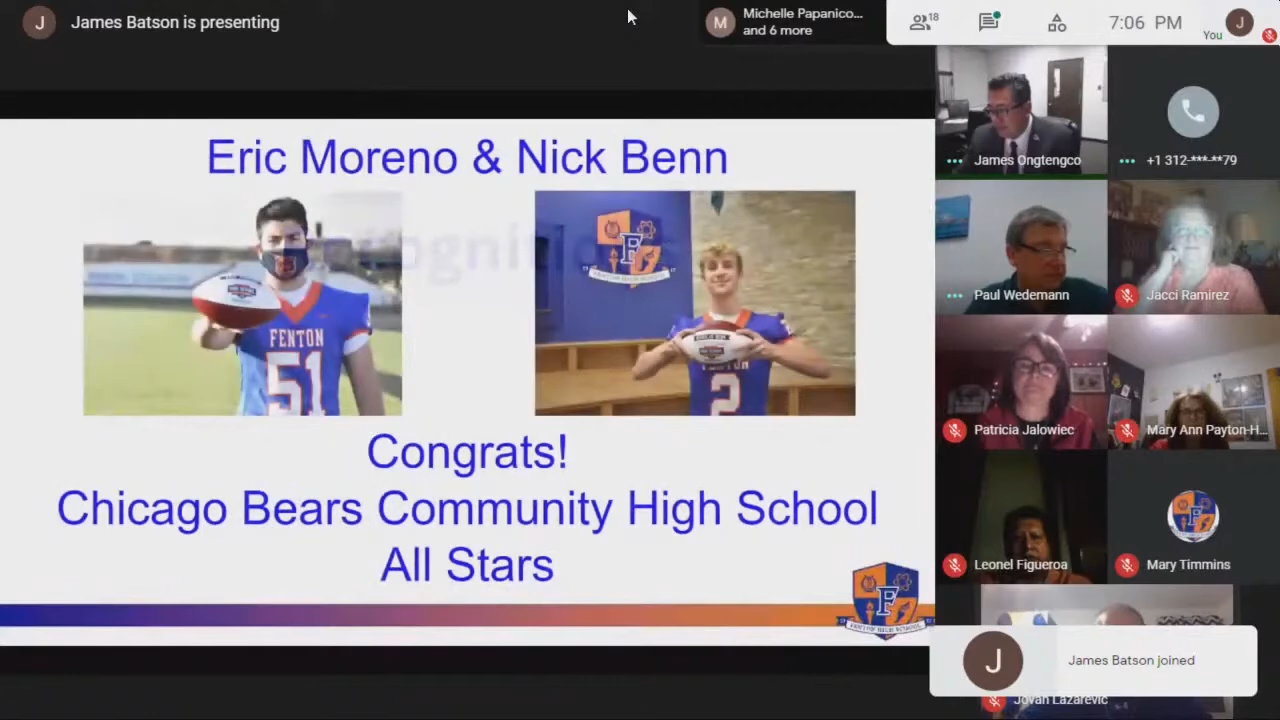 J
James Batson is presenting
M
Michelle Papanico...
and 6 more
18
7:06 PM
You
J
Eric Moreno & Nick Benn
FENTON
51
F
2
Congrats!
Chicago Bears Community High School
All Stars
F
James Ongtengco
+1 312-***-**79
Paul Wedemann
Jacci Ramirez
Patricia Jalowiec
Mary Ann Payton-H...
Leonel Figueroa
F
Mary Timmins
J
James Batson joined
Jovan Lazarevic